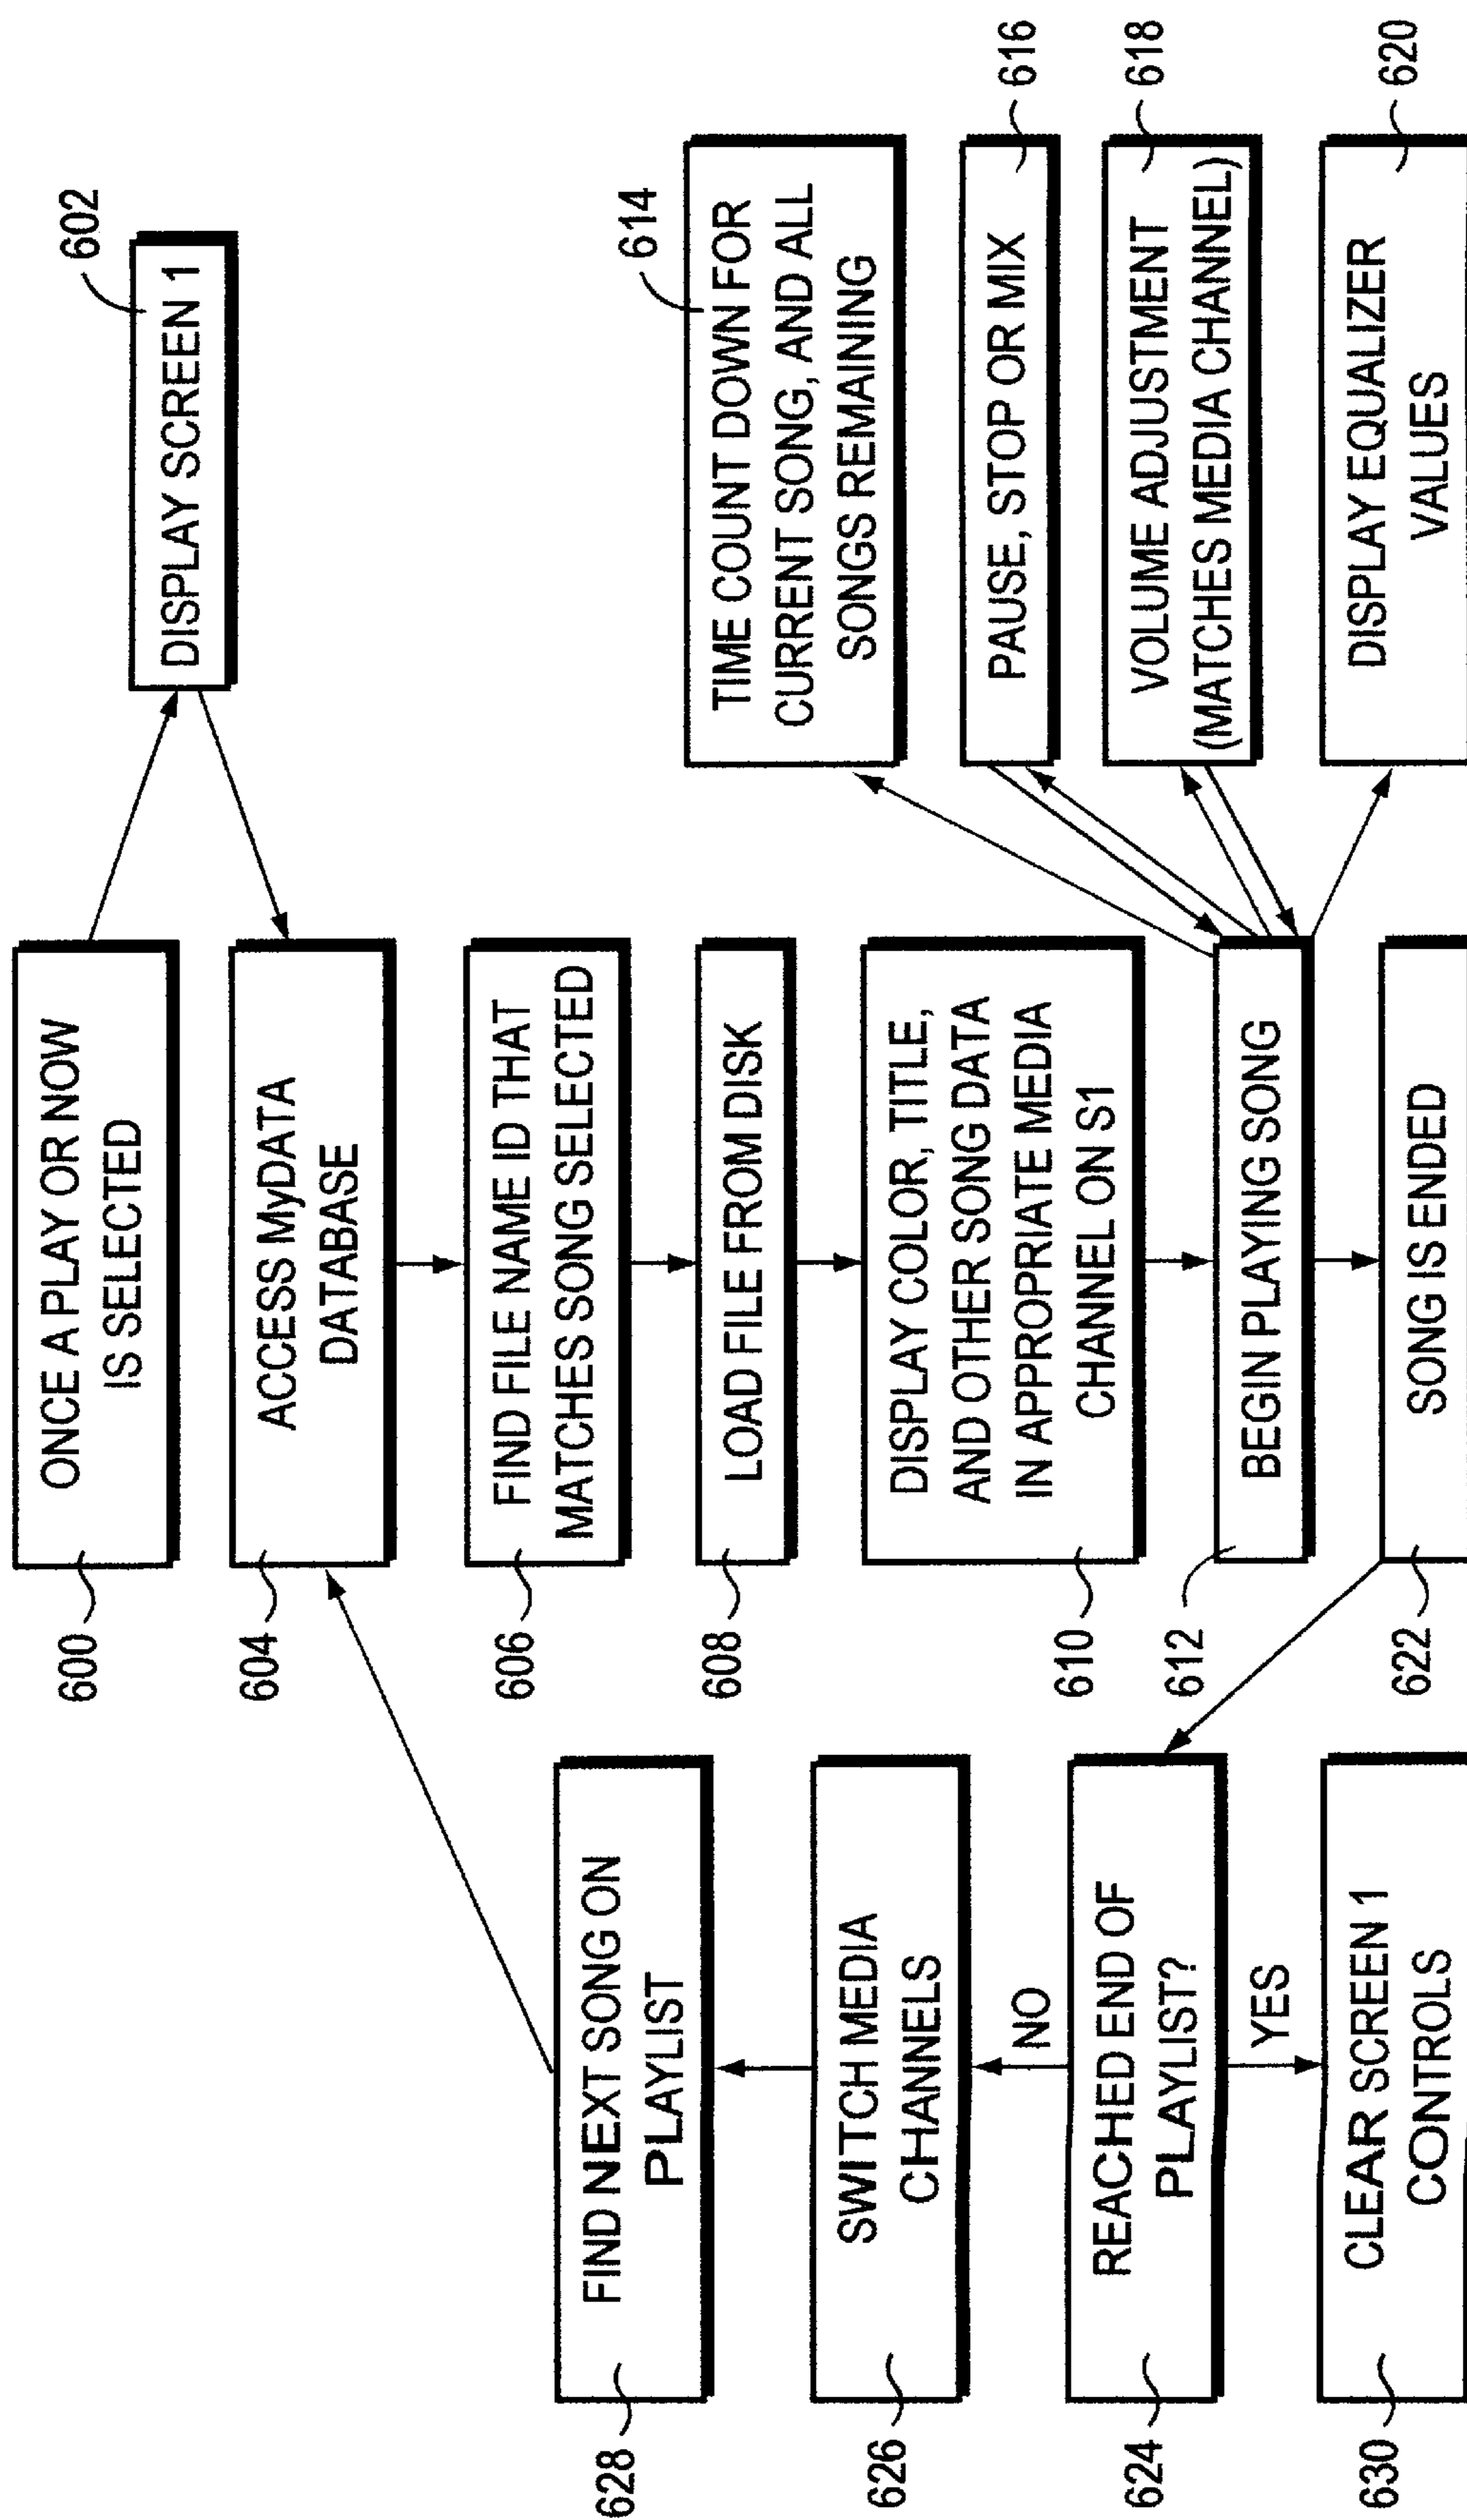 600
ONCE A PLAY OR NOW
IS SELECTED
602
DISPLAY SCREEN 1
604
ACCESS MyDATA
DATABASE
606
FIND FILE NAME ID THAT
MATCHES SONG SELECTED
608
LOAD FILE FROM DISK
610
DISPLAY COLOR, TITLE,
AND OTHER SONG DATA
IN APPROPRIATE MEDIA
CHANNEL ON S1
612
BEGIN PLAYING SONG
614
TIME COUNT DOWN FOR
CURRENT SONG, AND ALL
SONGS REMAINING
616
PAUSE, STOP OR MIX
618
VOLUME ADJUSTMENT
(MATCHES MEDIA CHANNEL)
620
DISPLAY EQUALIZER
VALUES
622
SONG IS ENDED
624
REACHED END OF
PLAYLIST?
NO
YES
626
SWITCH MEDIA
CHANNELS
628
FIND NEXT SONG ON
PLAYLIST
630
CLEAR SCREEN 1
CONTROLS